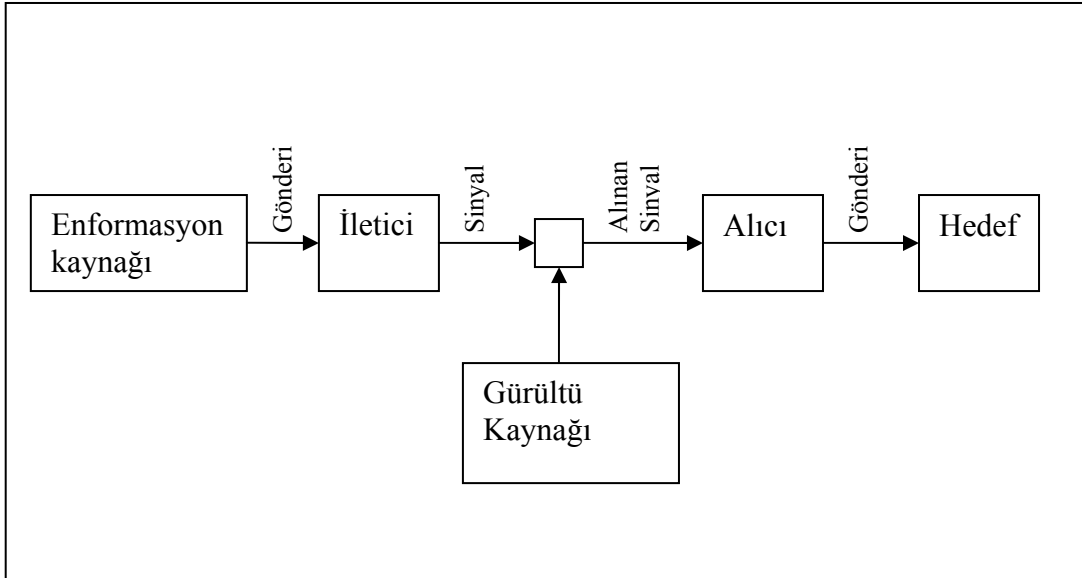 Enformasyon
kaynağı
Gönderi
İletici
Sinyal
Alınan
Sinyal
Alıcı
Gönderi
Hedef
Gürültü
Kaynağı